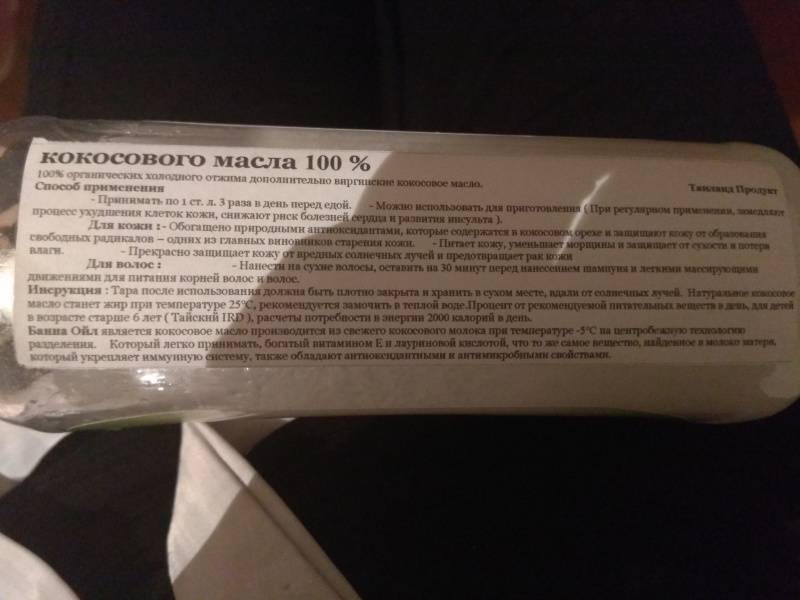 кокосового масла 100 %
100% органических холодного отжима дополнительно виргинские кокосовое масло.
Способ применения Таиланд Продукт
- Принимать по 1 ст. л. 3 раза в день перед едой. - Можно использовать для приготовления ( При регулярном применении, замедляют
процесс ухудшения клеток кожи, снижают риск болезней сердца и развития инсульта ).
Для кожи : - Обогащено природными антиоксидантами, которые содержатся в кокосовом орехе и защищают кожу от образования
свободных радикалов – одних из главных виновников старения кожи. - Питает кожу, уменьшает морщины и защищает от сухости и потери
влаги. - Прекрасно защищает кожу от вредных солнечных лучей и предотвращает рак кожи
Для волос : - Нанести на сухие волосы, оставить на 30 минут перед нанесением шампуня и легкими массирующими
движениями для питания корней волос и волос.
Инсрукция : Тара после использования должна быть плотно закрыта и хранить в сухом месте, вдали от солнечных лучей. Натуральное кокосовое
масло станет жир при температуре 25°C, рекомендуется замочить в теплой воде.Процент от рекомендуемой питательных веществ в день, для детей
в возрасте старше 6 лет ( Тайский IRD ), расчеты потребности в энергии 2000 калорий в день.
Банна Ойл является кокосовое масло производится из свежего кокосового молока при температуре -5°C на центробежную технологию
разделения. Который легко принимать, богатый витамином Е и лауриновой кислотой, что то же самое вещество, найденное в молоко матери,
который укрепляет иммунную систему, также обладают антиоксидантными и антимикробными свойствами.